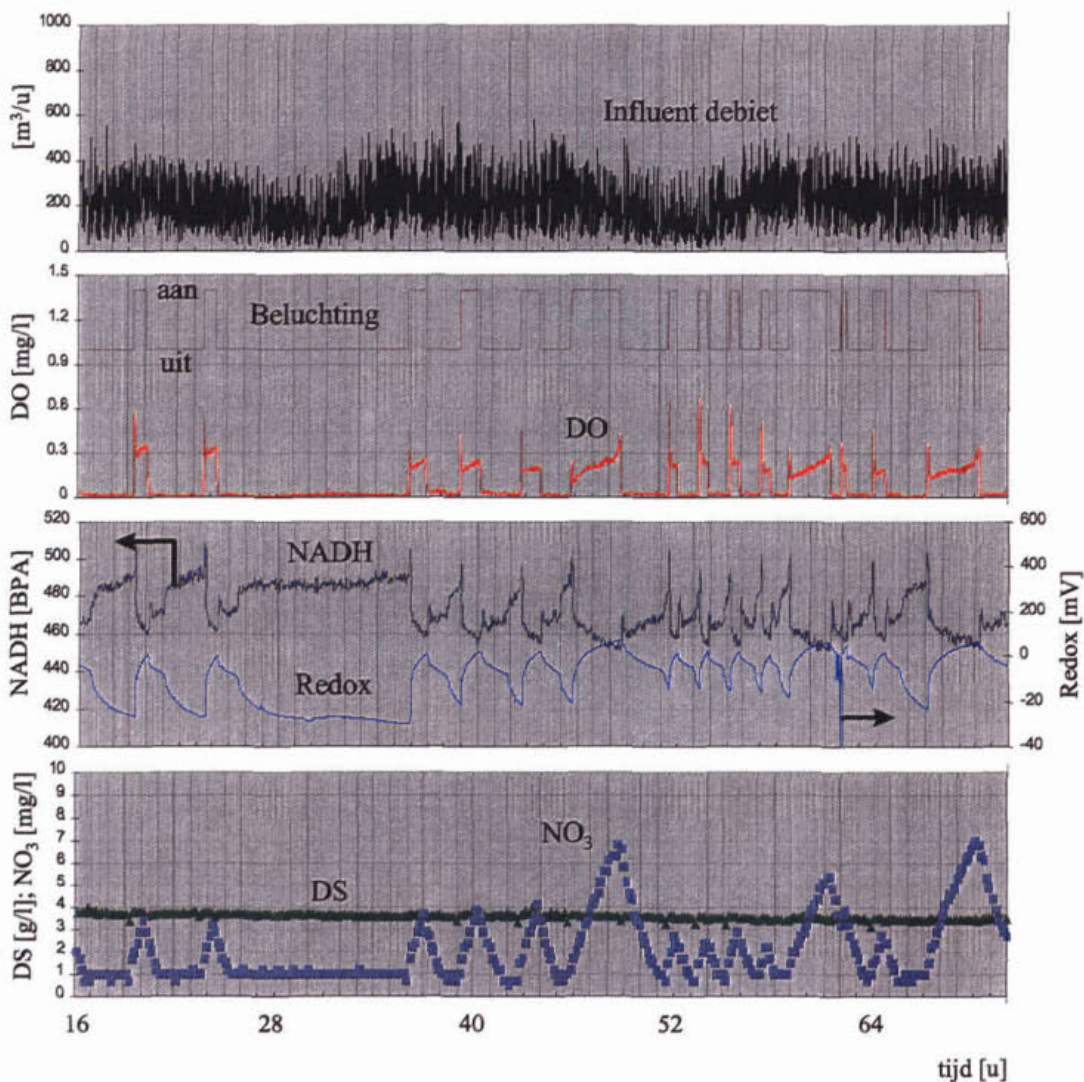 1000
800
600
400
200
0
[m³/u]
Influent debiet
1.5
1.2
0.9
0.6
0.3
0
DO [mg/l]
aan
Beluchting
uit
DO
520
500
480
460
440
420
400
NADH [BPA]
NADH
Redox
600
400
200
0
-20
-40
Redox [mV]
10
9
8
7
6
5
4
3
2
1
0
DS [g/l]; NO₃ [mg/l]
NO₃
DS
16 28 40 52 64
tijd [u]